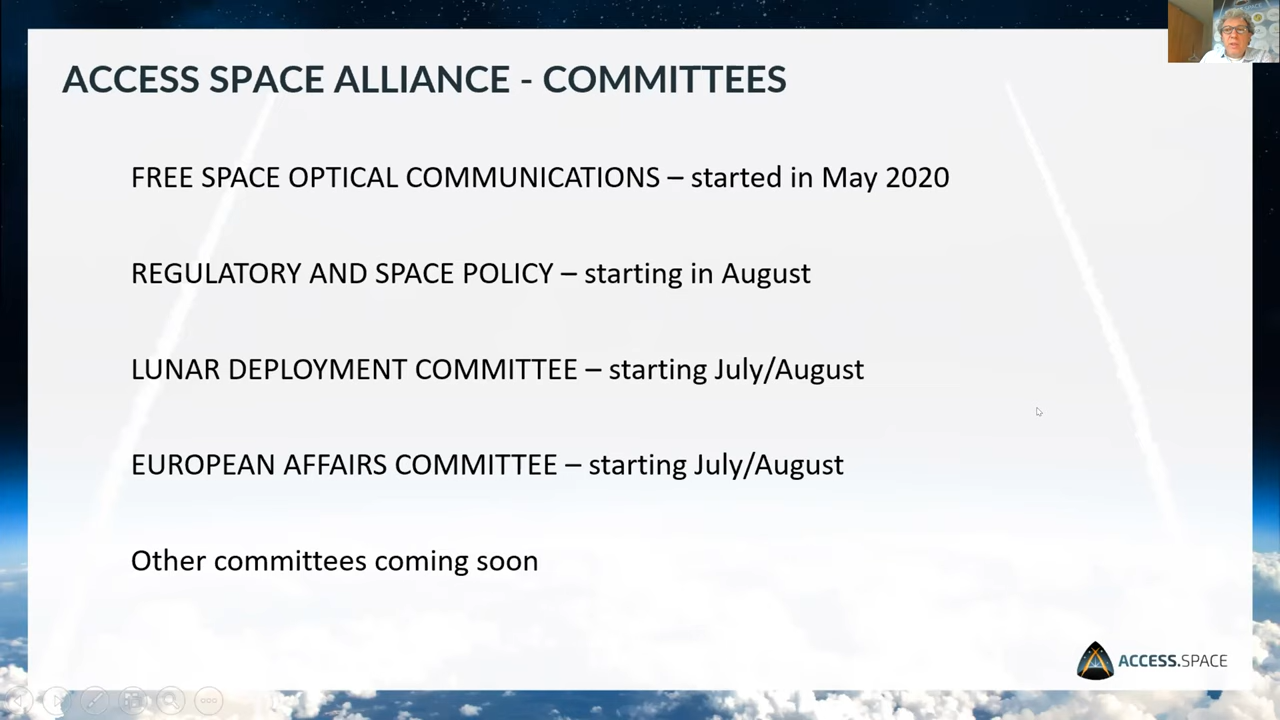 ACCESS SPACE ALLIANCE - COMMITTEES
FREE SPACE OPTICAL COMMUNICATIONS – started in May 2020
REGULATORY AND SPACE POLICY – starting in August
LUNAR DEPLOYMENT COMMITTEE – starting July/August
EUROPEAN AFFAIRS COMMITTEE – starting July/August
Other committees coming soon
ACCESS.SPACE